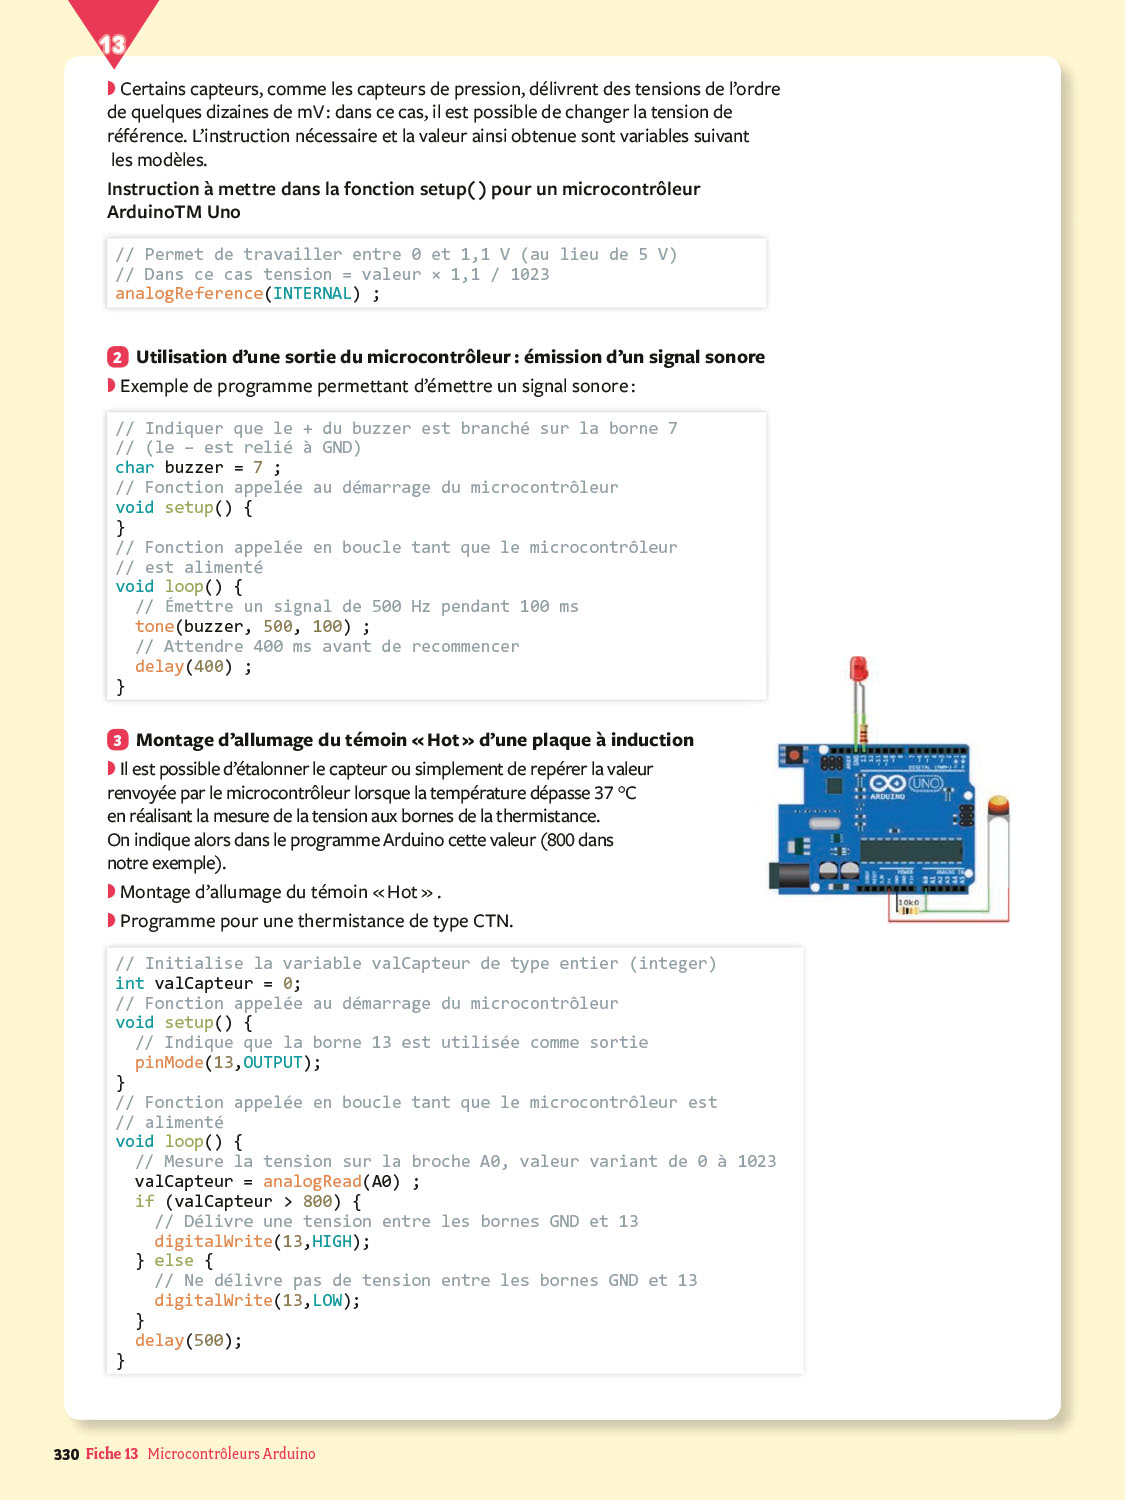 13
Certains capteurs, comme les capteurs de pression, délivrent des tensions de l'ordre
de quelques dizaines de mV : dans ce cas, il est possible de changer la tension de
référence. L'instruction nécessaire et la valeur ainsi obtenue sont variables suivant
les modèles.
Instruction à mettre dans la fonction setup( ) pour un microcontrôleur
ArduinoTM Uno
// Permet de travailler entre 0 et 1,1 V (au lieu de 5 V)
// Dans ce cas tension = valeur × 1,1 / 1023
analogReference(INTERNAL) ;
2 Utilisation d'une sortie du microcontrôleur : émission d'un signal sonore
Exemple de programme permettant d'émettre un signal sonore :
// Indiquer que le + du buzzer est branché sur la borne 7
// (le – est relié à GND)
char buzzer = 7 ;
// Fonction appelée au démarrage du microcontrôleur
void setup() {
}
// Fonction appelée en boucle tant que le microcontrôleur
// est alimenté
void loop() {
// Émettre un signal de 500 Hz pendant 100 ms
tone(buzzer, 500, 100) ;
// Attendre 400 ms avant de recommencer
delay(400) ;
}
3 Montage d'allumage du témoin « Hot » d'une plaque à induction
Il est possible d'étalonner le capteur ou simplement de repérer la valeur
renvoyée par le microcontrôleur lorsque la température dépasse 37 °C
en réalisant la mesure de la tension aux bornes de la thermistance.
On indique alors dans le programme Arduino cette valeur (800 dans
notre exemple).
Montage d'allumage du témoin « Hot » .
Programme pour une thermistance de type CTN.
UNO
ARDUINO
POWER
ANALOG IN
10kΩ
// Initialise la variable valCapteur de type entier (integer)
int valCapteur = 0;
// Fonction appelée au démarrage du microcontrôleur
void setup() {
// Indique que la borne 13 est utilisée comme sortie
pinMode(13,OUTPUT);
}
// Fonction appelée en boucle tant que le microcontrôleur est
// alimenté
void loop() {
// Mesure la tension sur la broche A0, valeur variant de 0 à 1023
valCapteur = analogRead(A0) ;
if (valCapteur > 800) {
// Délivre une tension entre les bornes GND et 13
digitalWrite(13,HIGH);
} else {
// Ne délivre pas de tension entre les bornes GND et 13
digitalWrite(13,LOW);
}
delay(500);
}
330 Fiche 13 Microcontrôleurs Arduino